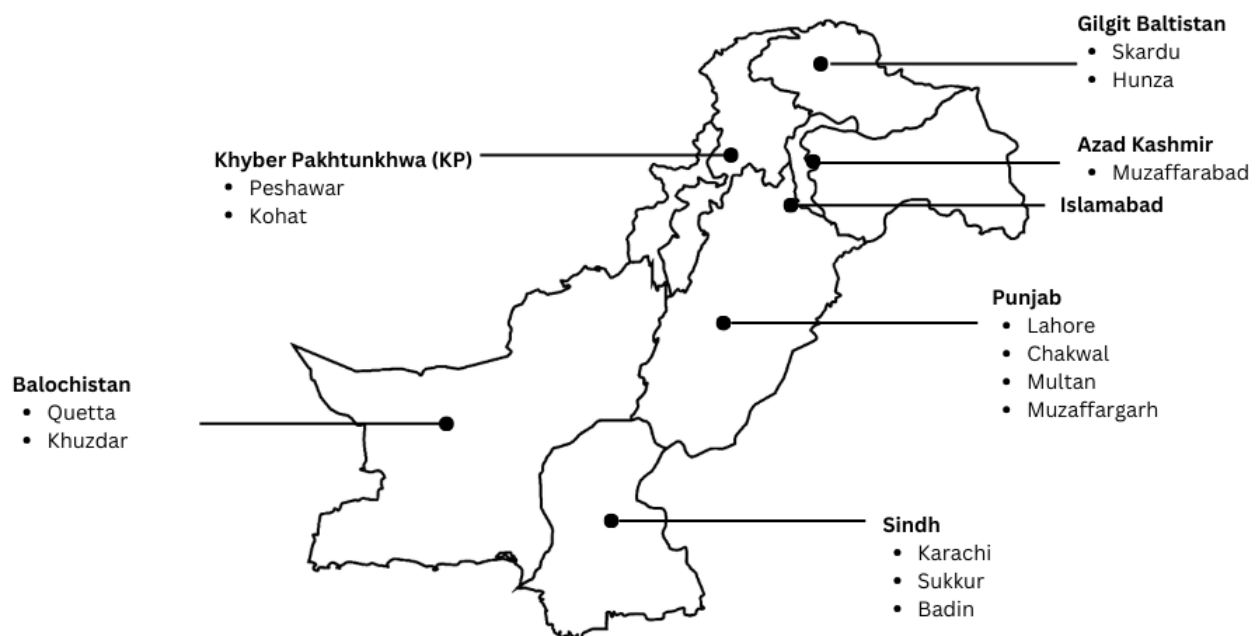 Gilgit Baltistan
• Skardu
• Hunza
Khyber Pakhtunkhwa (KP)
• Peshawar
• Kohat
Azad Kashmir
• Muzaffarabad
Islamabad
Punjab
• Lahore
• Chakwal
• Multan
• Muzaffargarh
Balochistan
• Quetta
• Khuzdar
Sindh
• Karachi
• Sukkur
• Badin